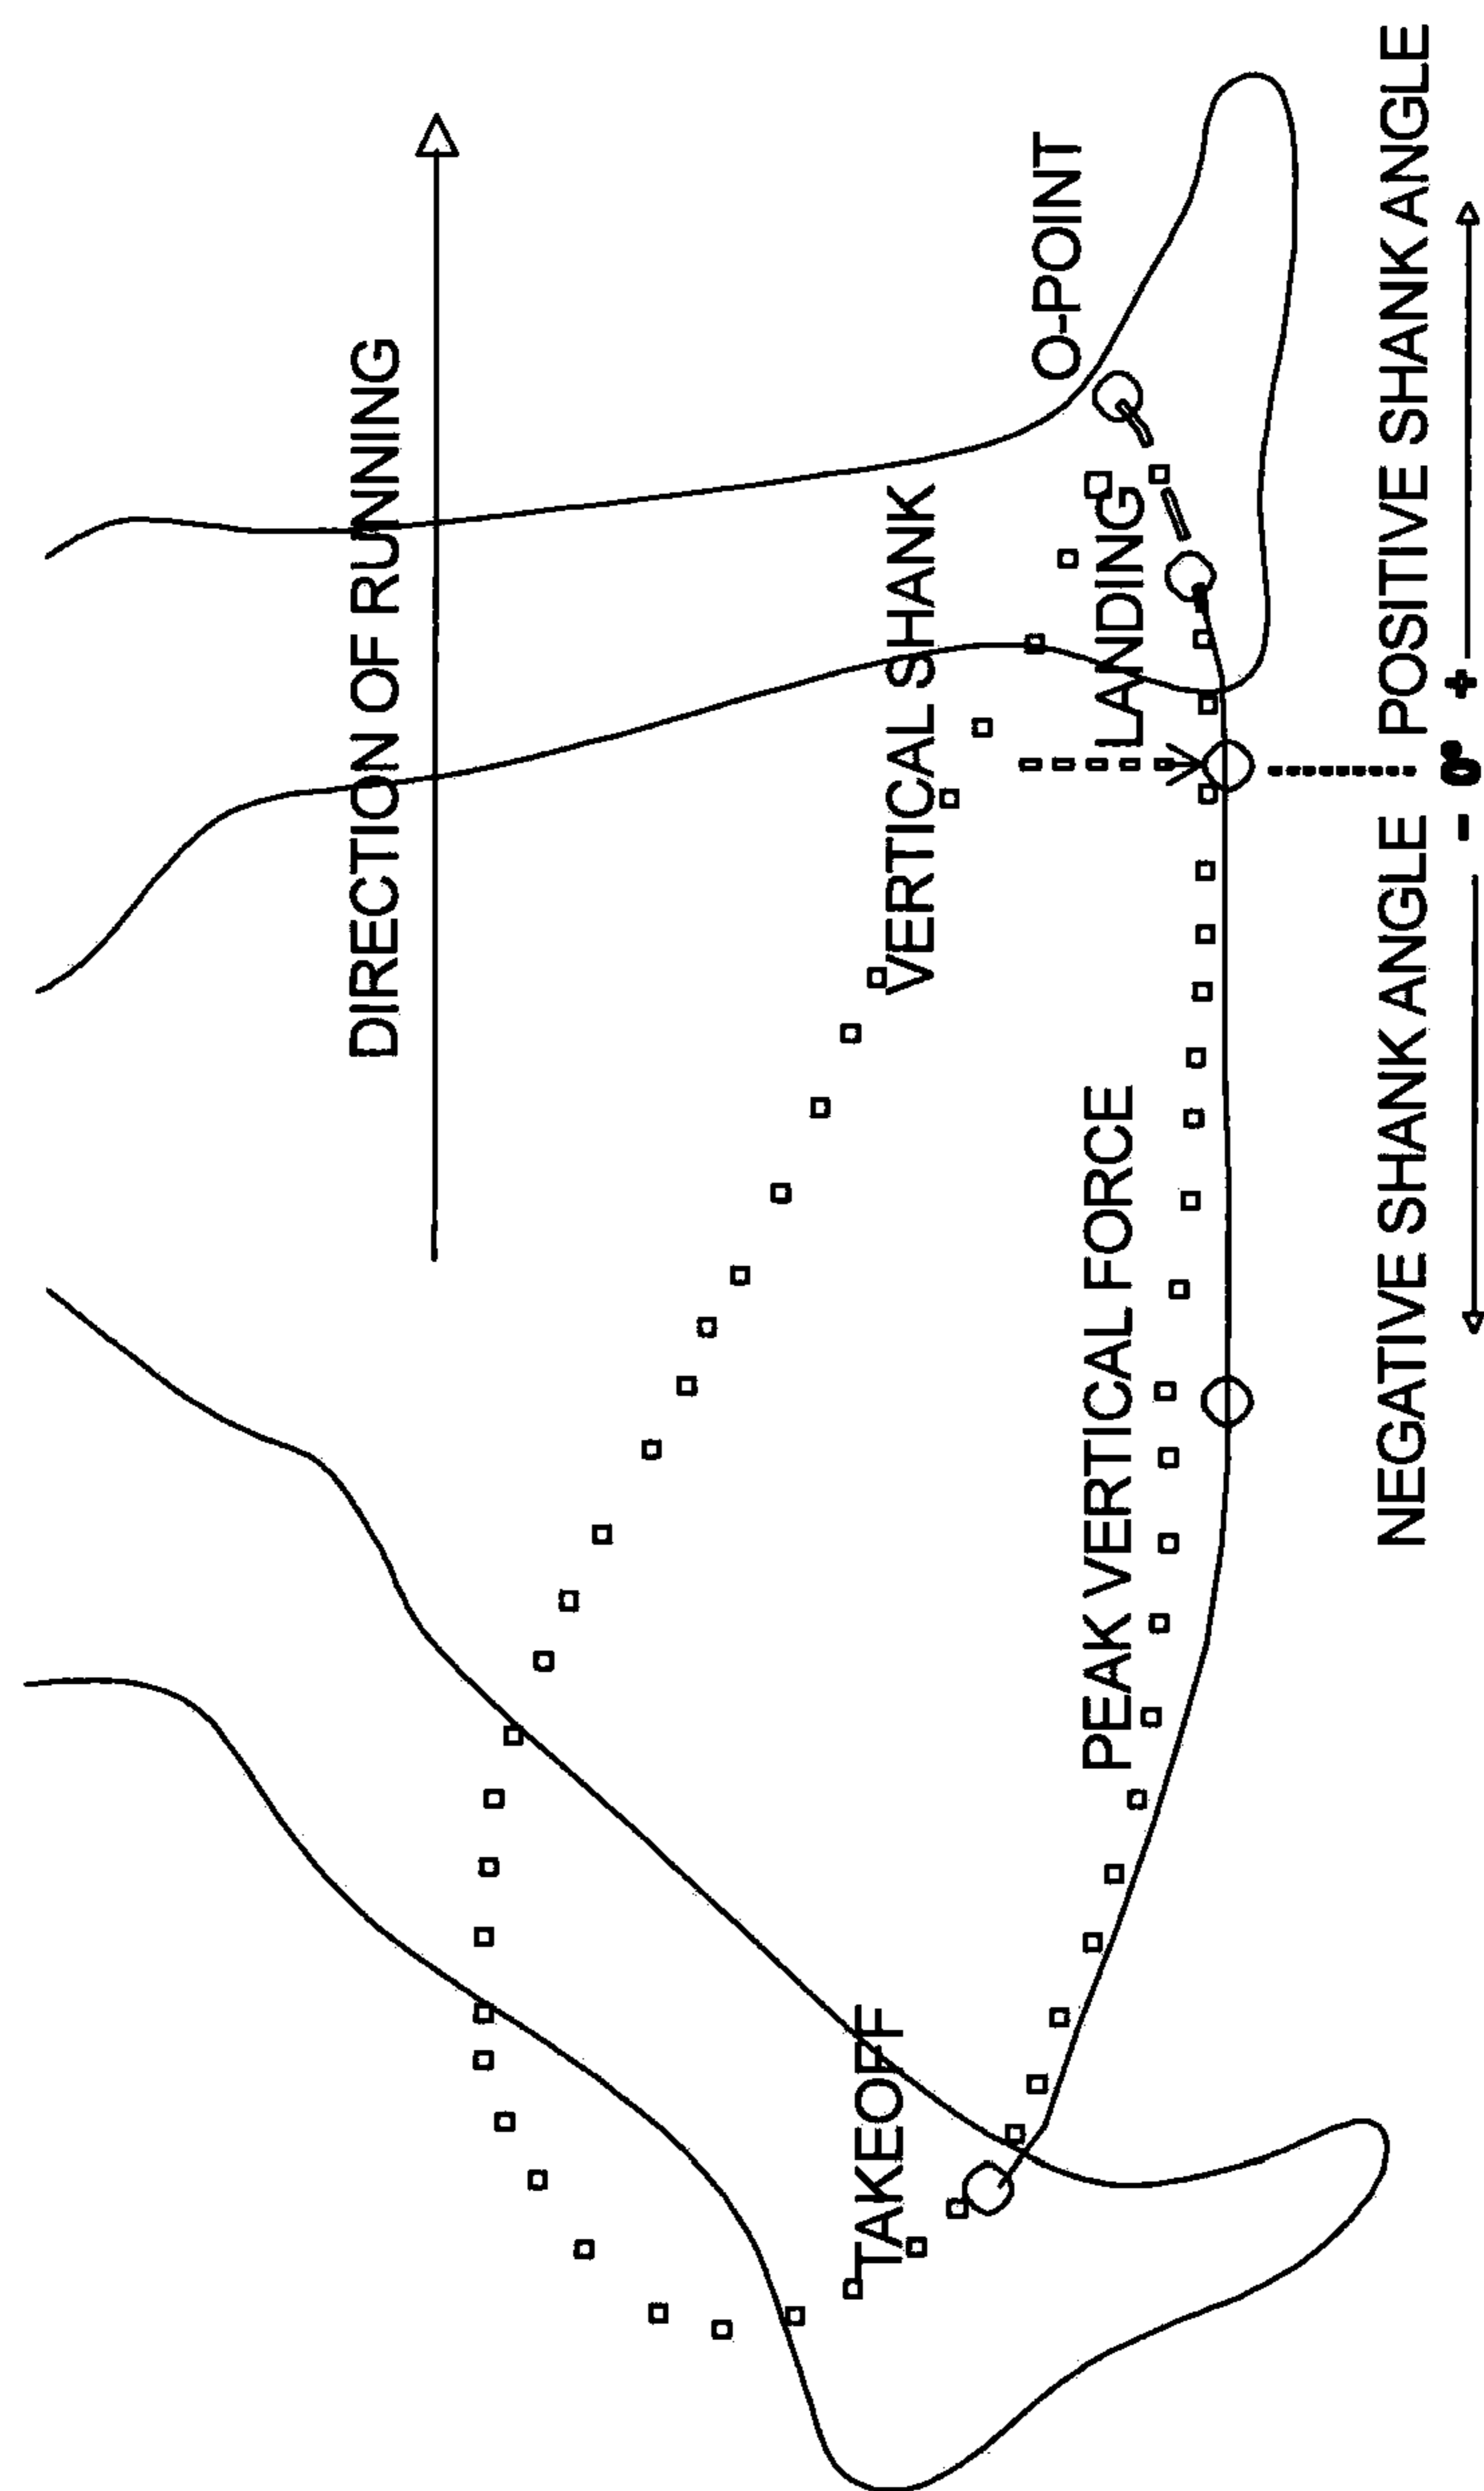 DIRECTION OF RUNNING
VERTICAL SHANK
O-POINT
LANDING
TAKEOFF
PEAK VERTICAL FORCE
NEGATIVE SHANK ANGLE
POSITIVE SHANK ANGLE
- 0° +